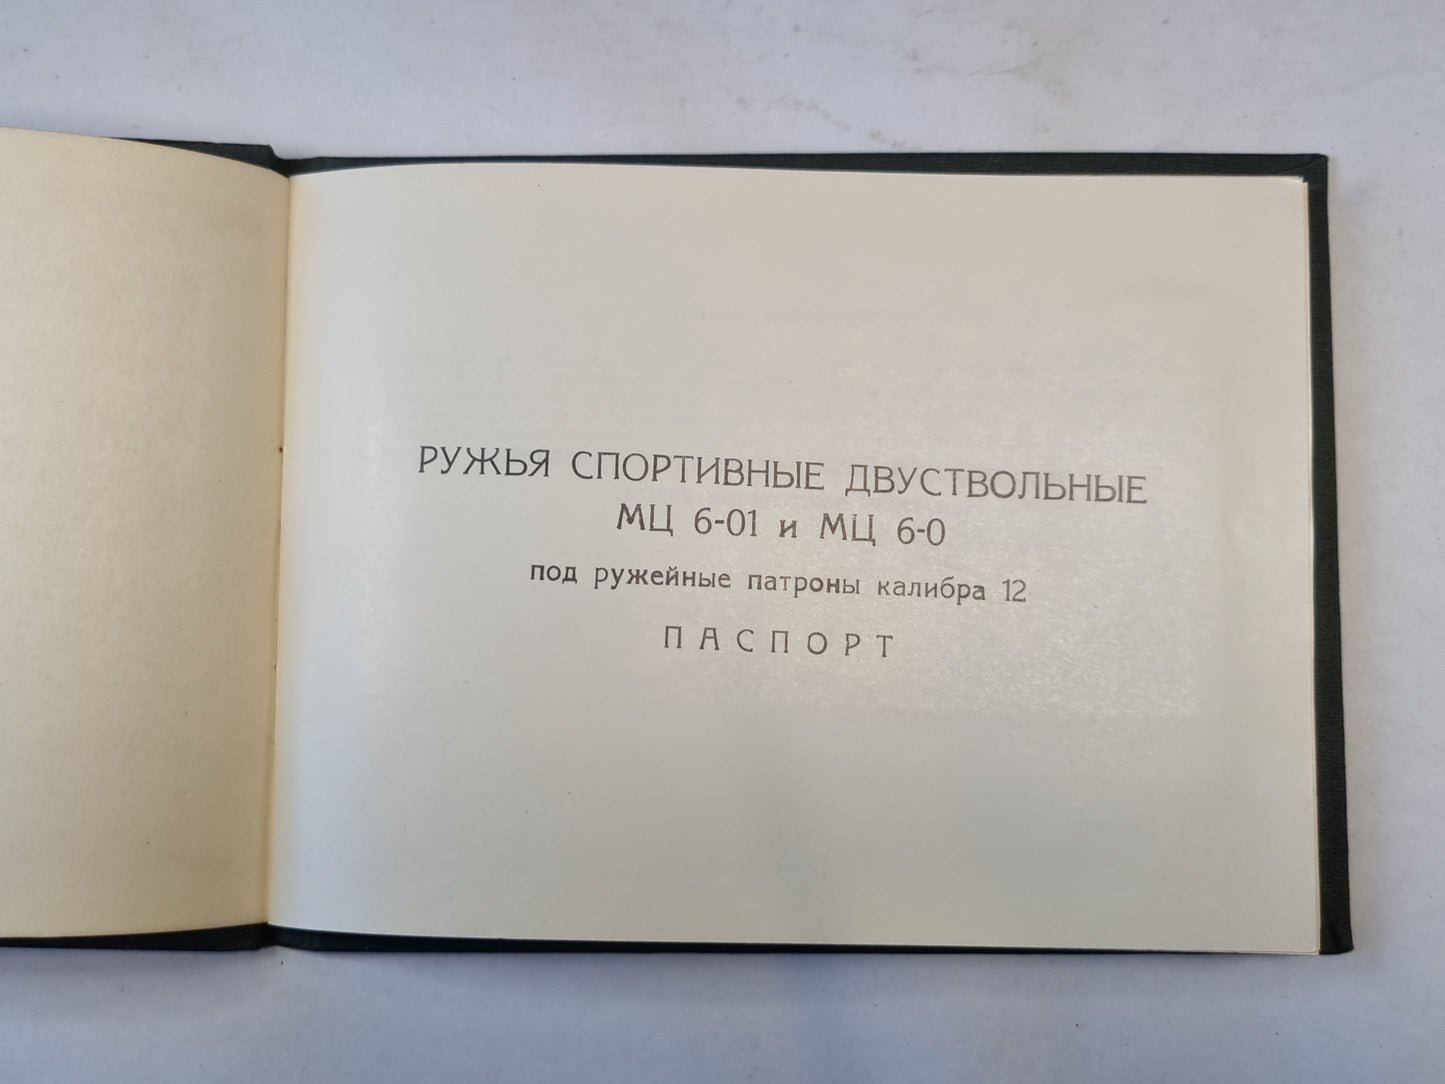 РУЖЬЯ СПОРТИВНЫЕ ДВУСТВОЛЬНЫЕ
МЦ 6-01 и МЦ 6-0
под ружейные патроны калибра 12
ПАСПОРТ